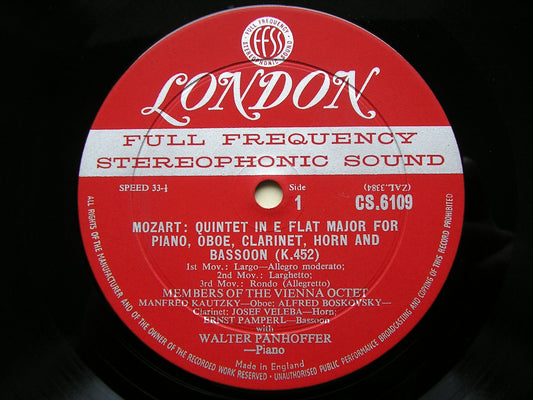 FULL FREQUENCY
STEREOPHONIC SOUND
FFSS
LONDON
FULL FREQUENCY
STEREOPHONIC SOUND
SPEED 33⅓
Side
1
(ZAL.3384)
CS.6109
MOZART: QUINTET IN E FLAT MAJOR FOR
PIANO, OBOE, CLARINET, HORN AND
BASSOON (K.452)
1st Mov.: Largo—Allegro moderato;
2nd Mov.: Larghetto;
3rd Mov.: Rondo (Allegretto)
MEMBERS OF THE VIENNA OCTET
MANFRED KAUTZKY—Oboe; ALFRED BOSKOVSKY—
Clarinet; JOSEF VELEBA—Horn;
ERNST PAMPERL—Bassoon
with
WALTER PANHOFFER
—Piano
Made in England
ALL RIGHTS OF THE MANUFACTURER AND OF THE OWNER OF THE RECORDED WORK RESERVED - UNAUTHORISED PUBLIC PERFORMANCE BROADCASTING AND COPYING OF THIS RECORD PROHIBITED